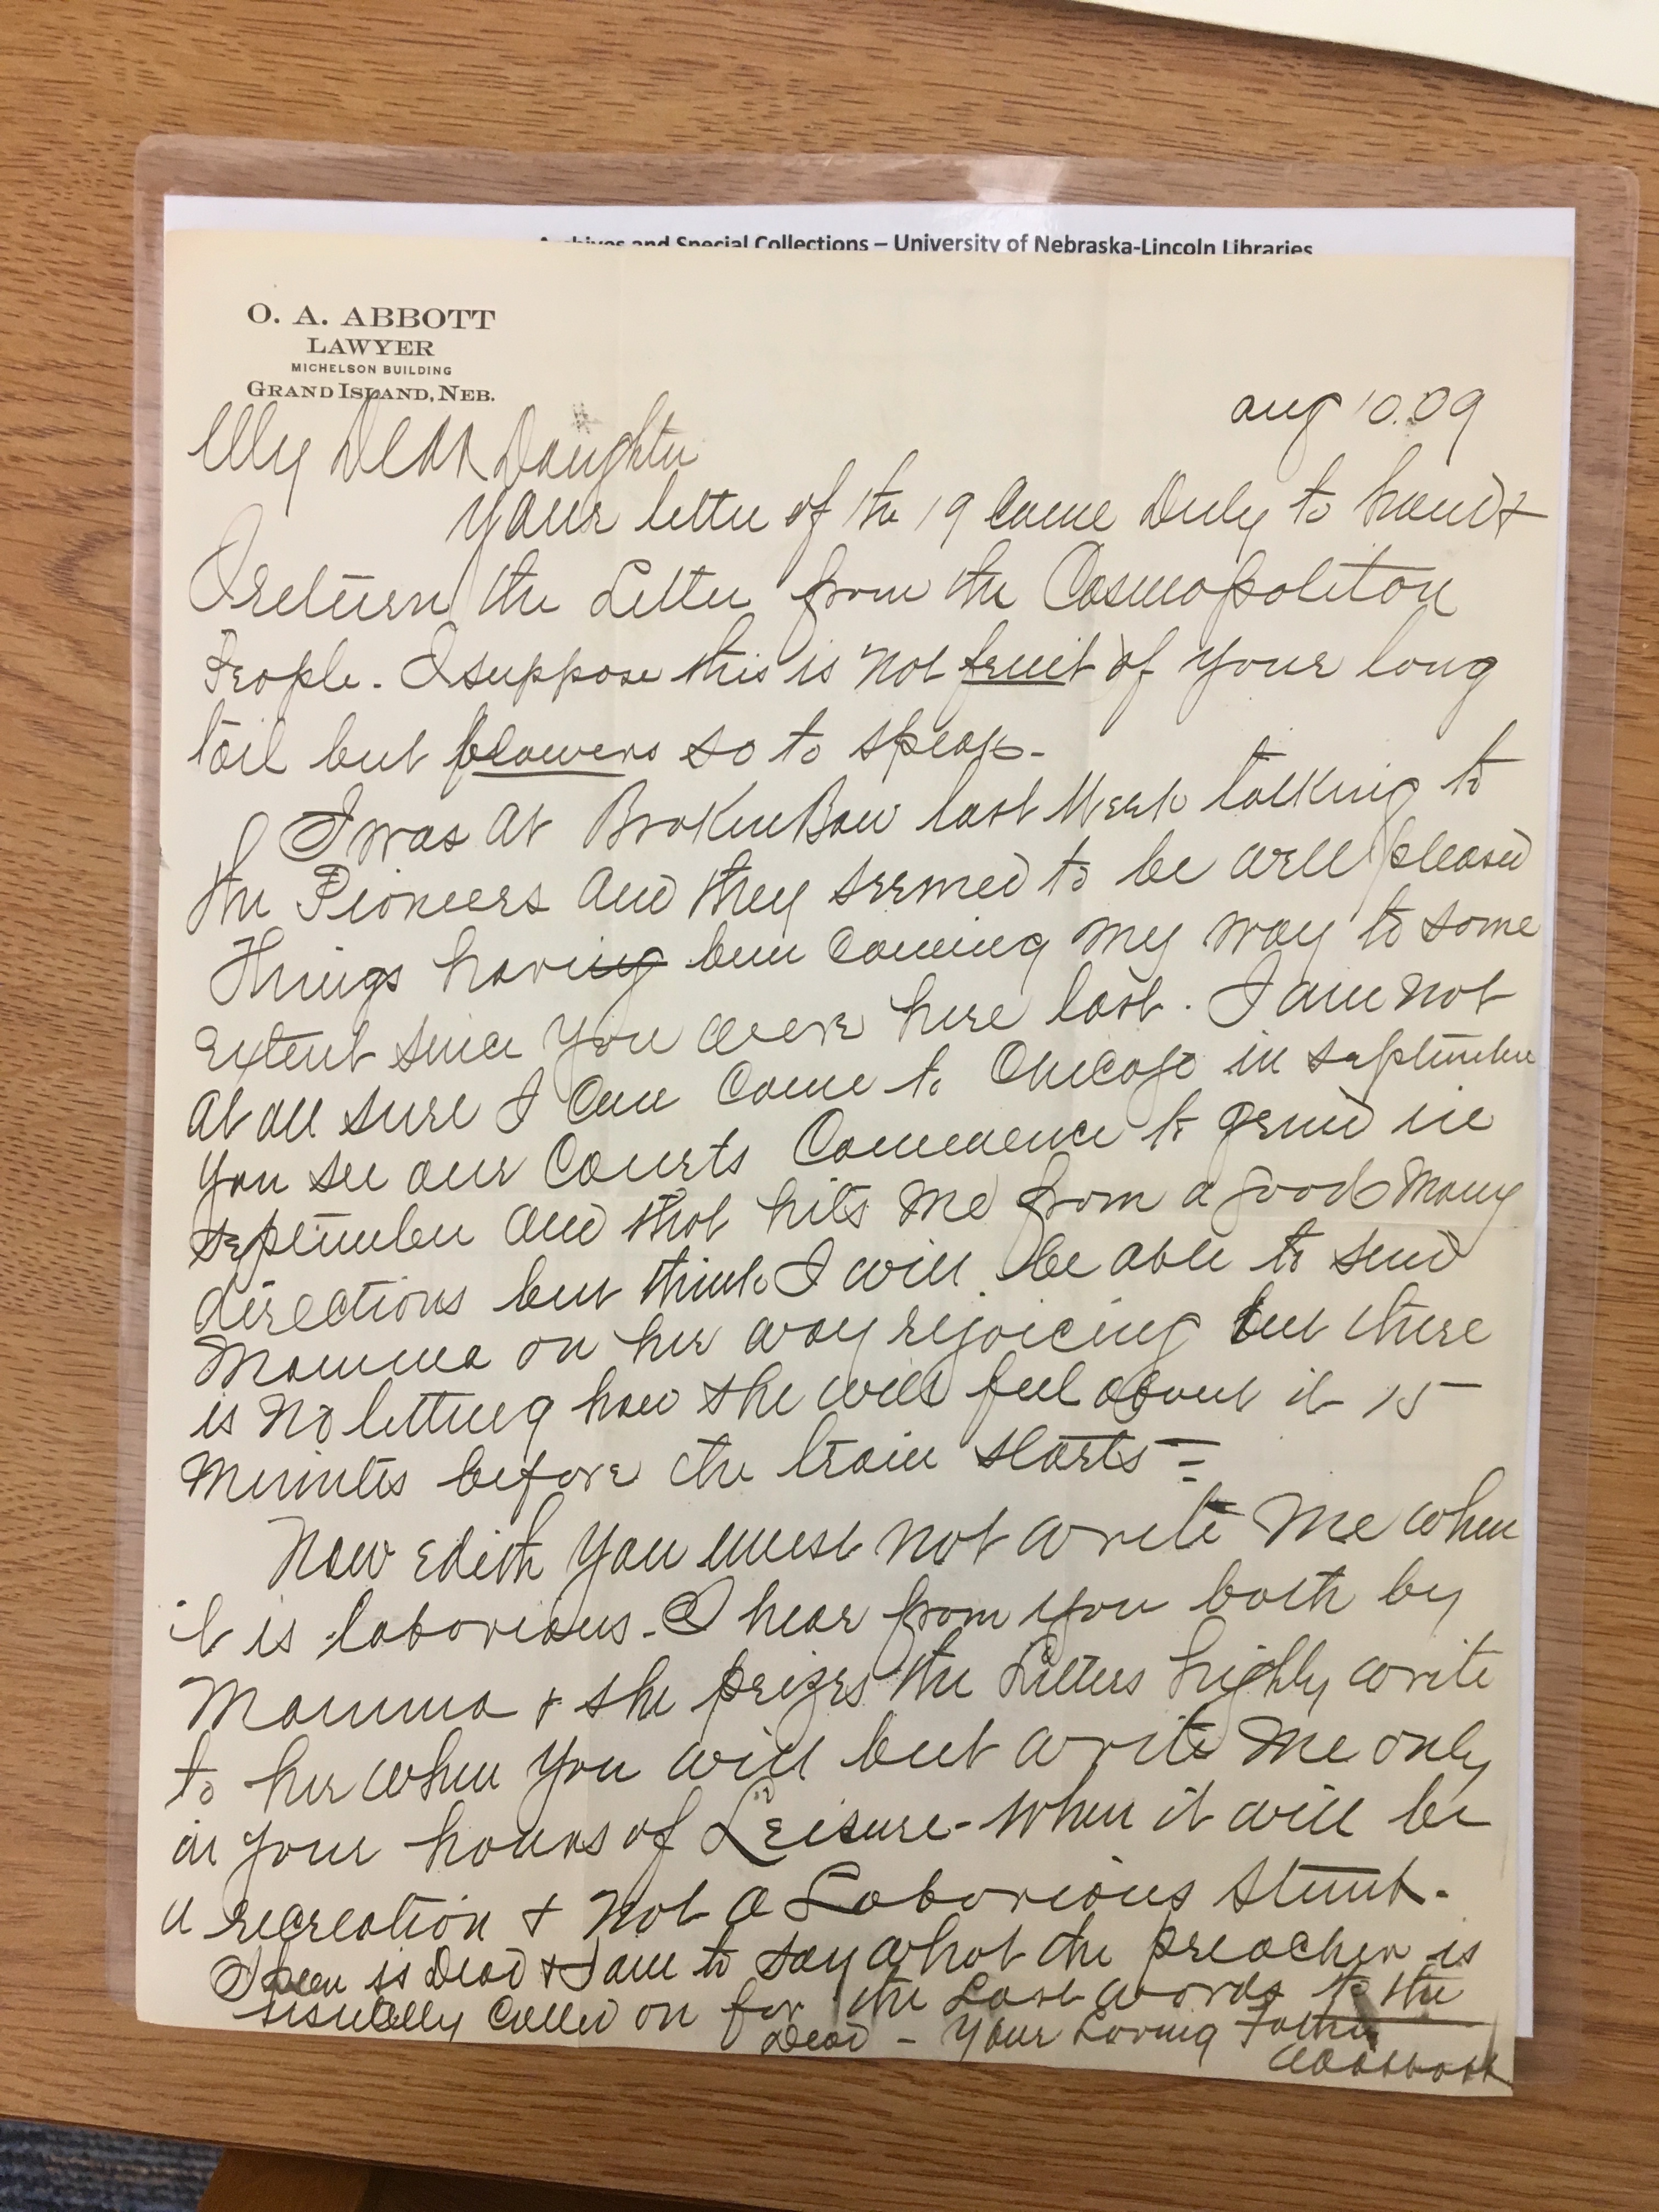 Archives and Special Collections – University of Nebraska-Lincoln Libraries
O. A. ABBOTT
LAWYER
MICHELSON BUILDING
GRAND ISLAND, NEB.
aug 10.09
My Dear Daughter
Your letter of the 19 came Duly to hand &
I return the Letter from the Cosmopolitan
People. I suppose this is not fruit of your long
toil but flowers so to speak-
I was at Broken Bow last Week talking to
the Pioneers and they seemed to be well pleased
Things having been coming my way to some
extent since you were here last. I am not
at all sure I can come to Chicago in september
you see our Courts Commence to grind in
september and that hits me from a good many
directions but think I will be able to send
Mamma on her way rejoicing but there
is no letting how she will feel about it 15
minutes before the train starts =
Now Edith you must not write me when
it is laborious. I hear from you both by
Mamma & she prizes the Letters highly write
to her when you will but write me only
in your hours of Leisure - when it will be
a recreation & not a Laborious stunt.
is Dead & I am to say what the preacher is
usually called on for the Last words to the
Dead - Your Loving Father
OAAbbott